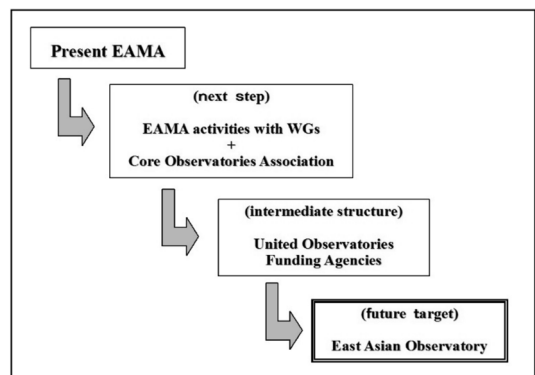 Present EAMA
(next step)
EAMA activities with WGs
+
Core Observatories Association
(intermediate structure)
United Observatories
Funding Agencies
(future target)
East Asian Observatory